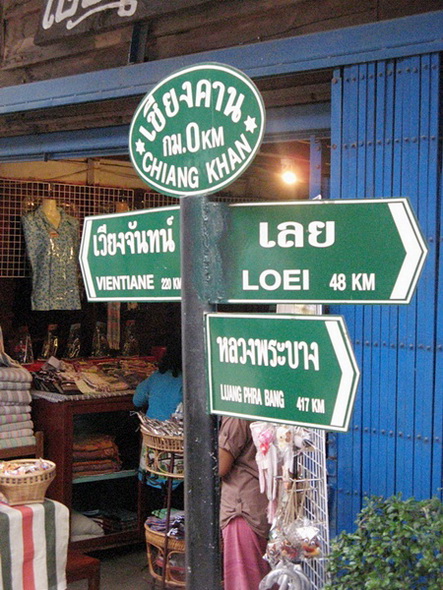 เชียงคาน
กม.0 KM
CHIANG KHAN
เวียงจันทน์
VIENTIANE 220 KM
เลย
LOEI 48 KM
หลวงพระบาง
LUANG PHRA BANG 417 KM